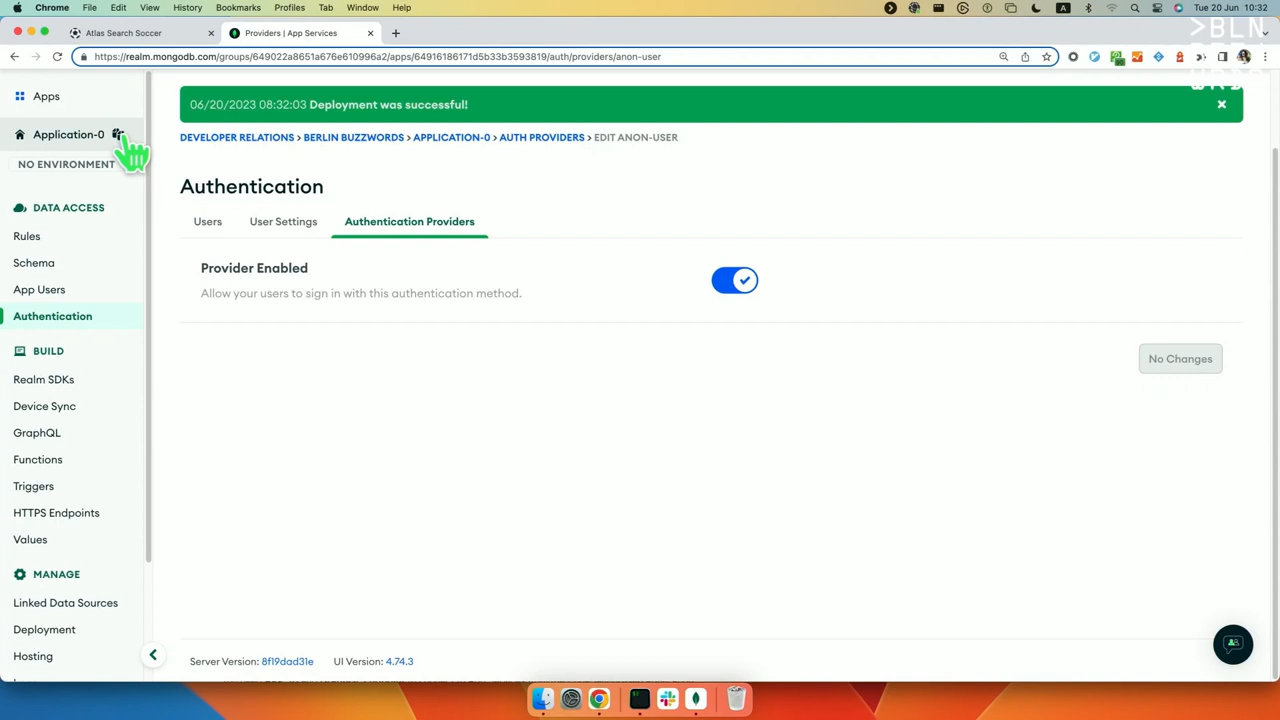 Chrome File Edit View History Bookmarks Profiles Tab Window Help
Tue 20 Jun 10:32
Atlas Search Soccer
Providers | App Services
https://realm.mongodb.com/groups/649022a8651a676e610996a2/apps/64916186171d5b33b3593819/auth/providers/anon-user
>BLN
Apps
Application-0
NO ENVIRONMENT
DATA ACCESS
Rules
Schema
App Users
Authentication
BUILD
Realm SDKs
Device Sync
GraphQL
Functions
Triggers
HTTPS Endpoints
Values
MANAGE
Linked Data Sources
Deployment
Hosting
06/20/2023 08:32:03 Deployment was successful!
DEVELOPER RELATIONS > BERLIN BUZZWORDS > APPLICATION-0 > AUTH PROVIDERS > EDIT ANON-USER
Authentication
Users User Settings Authentication Providers
Provider Enabled
Allow your users to sign in with this authentication method.
No Changes
Server Version: 8f19dad31e UI Version: 4.74.3